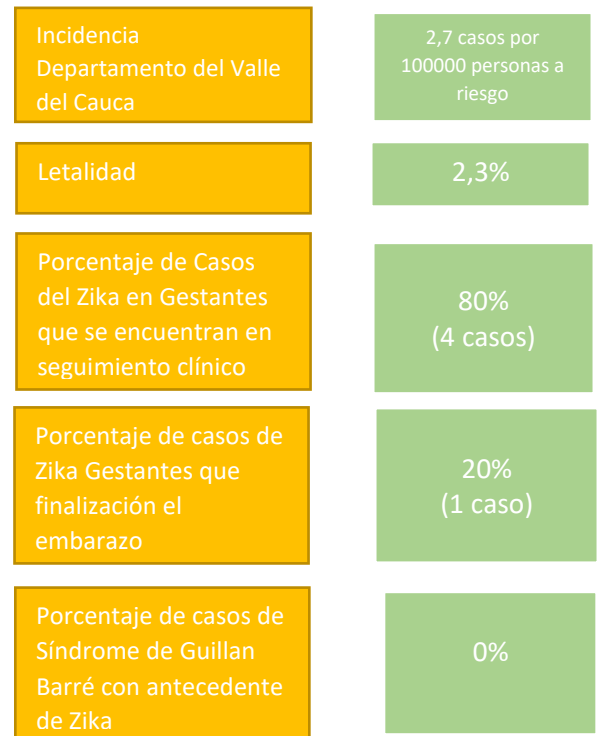 Incidencia
Departamento del Valle
del Cauca
2,7 casos por
100000 personas a
riesgo
Letalidad
2,3%
Porcentaje de Casos
del Zika en Gestantes
que se encuentran en
seguimiento clínico
80%
(4 casos)
Porcentaje de casos de
Zika Gestantes que
finalización el
embarazo
20%
(1 caso)
Porcentaje de casos de
Síndrome de Guillan
Barré con antecedente
de Zika
0%